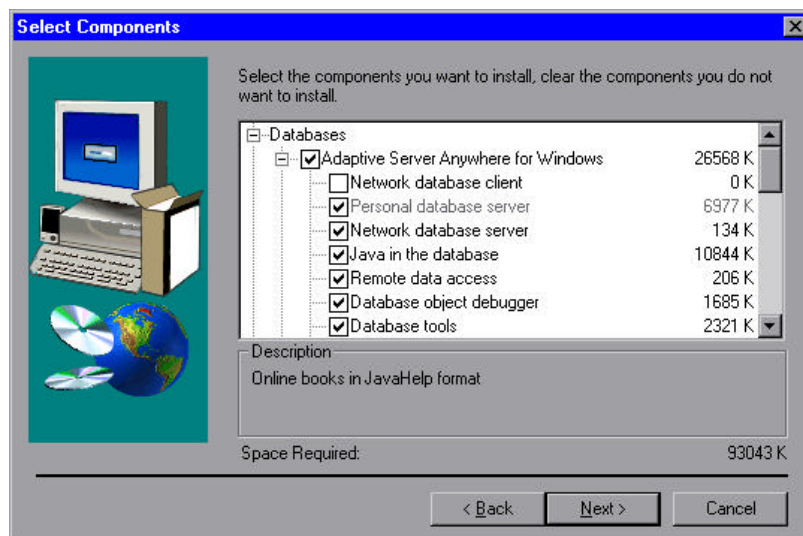 Select Components
Select the components you want to install, clear the components you do not
want to install.
Databases
Adaptive Server Anywhere for Windows 26568 K
Network database client 0 K
Personal database server 6977 K
Network database server 134 K
Java in the database 10844 K
Remote data access 206 K
Database object debugger 1685 K
Database tools 2321 K
Description
Online books in JavaHelp format
Space Required: 93043 K
< Back Next > Cancel